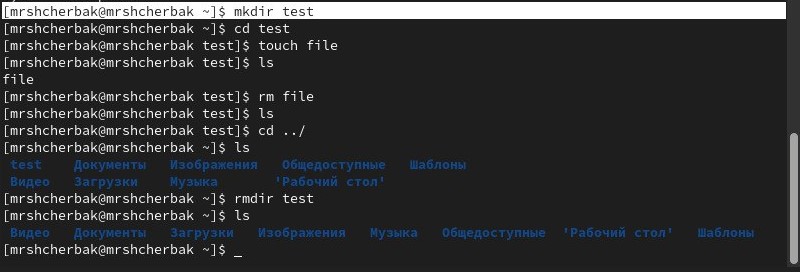 [mrshcherbak@mrshcherbak ~]$ mkdir test
[mrshcherbak@mrshcherbak ~]$ cd test
[mrshcherbak@mrshcherbak test]$ touch file
[mrshcherbak@mrshcherbak test]$ ls
file
[mrshcherbak@mrshcherbak test]$ rm file
[mrshcherbak@mrshcherbak test]$ ls
[mrshcherbak@mrshcherbak test]$ cd ../
[mrshcherbak@mrshcherbak ~]$ ls
test Документы Изображения Общедоступные Шаблоны
Видео Загрузки Музыка 'Рабочий стол'
[mrshcherbak@mrshcherbak ~]$ rmdir test
[mrshcherbak@mrshcherbak ~]$ ls
Видео Документы Загрузки Изображения Музыка Общедоступные 'Рабочий стол' Шаблоны
[mrshcherbak@mrshcherbak ~]$ _